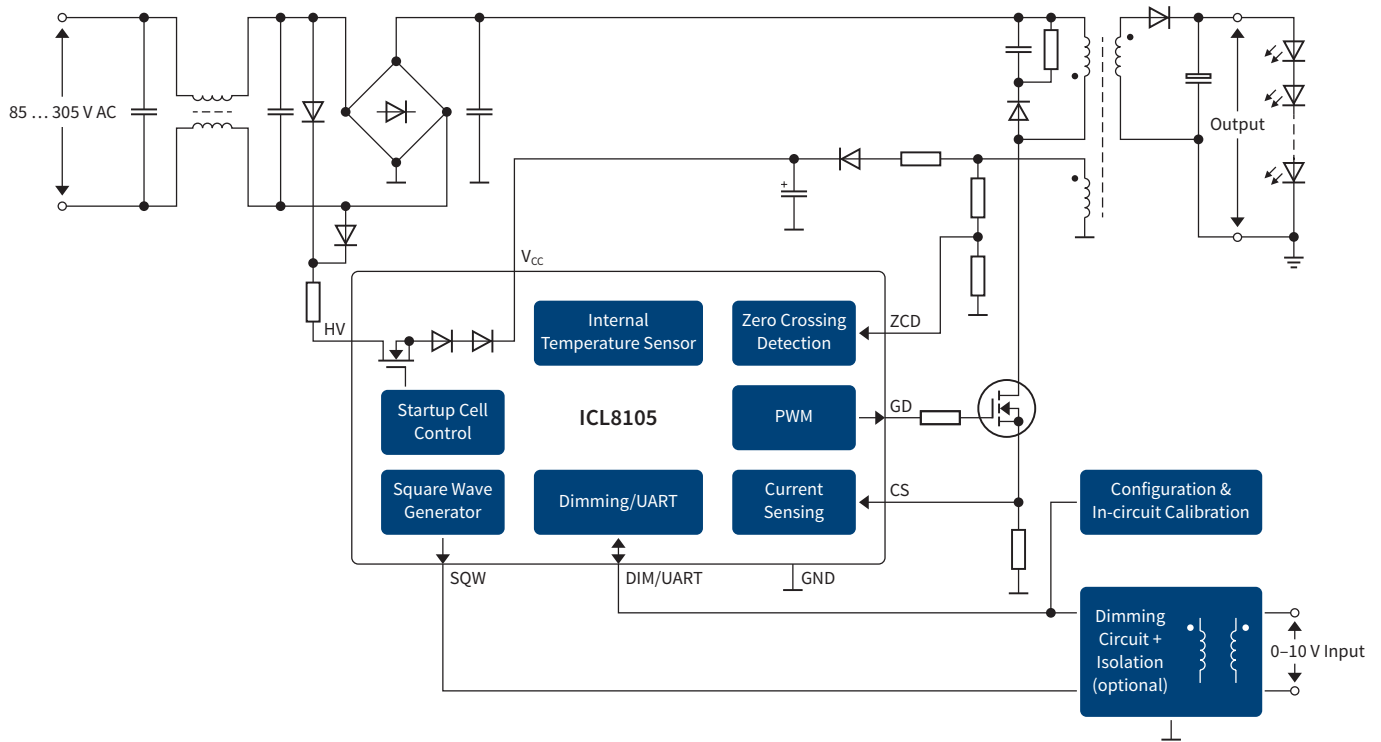 85 … 305 V AC
Output
VCC
HV
Internal
Temperature Sensor
Zero Crossing
Detection
ZCD
Startup Cell
Control
ICL8105
PWM
GD
Square Wave
Generator
Dimming/UART
Current
Sensing
CS
Configuration &
In-circuit Calibration
SQW
DIM/UART
GND
Dimming
Circuit +
Isolation
(optional)
0–10 V Input
+